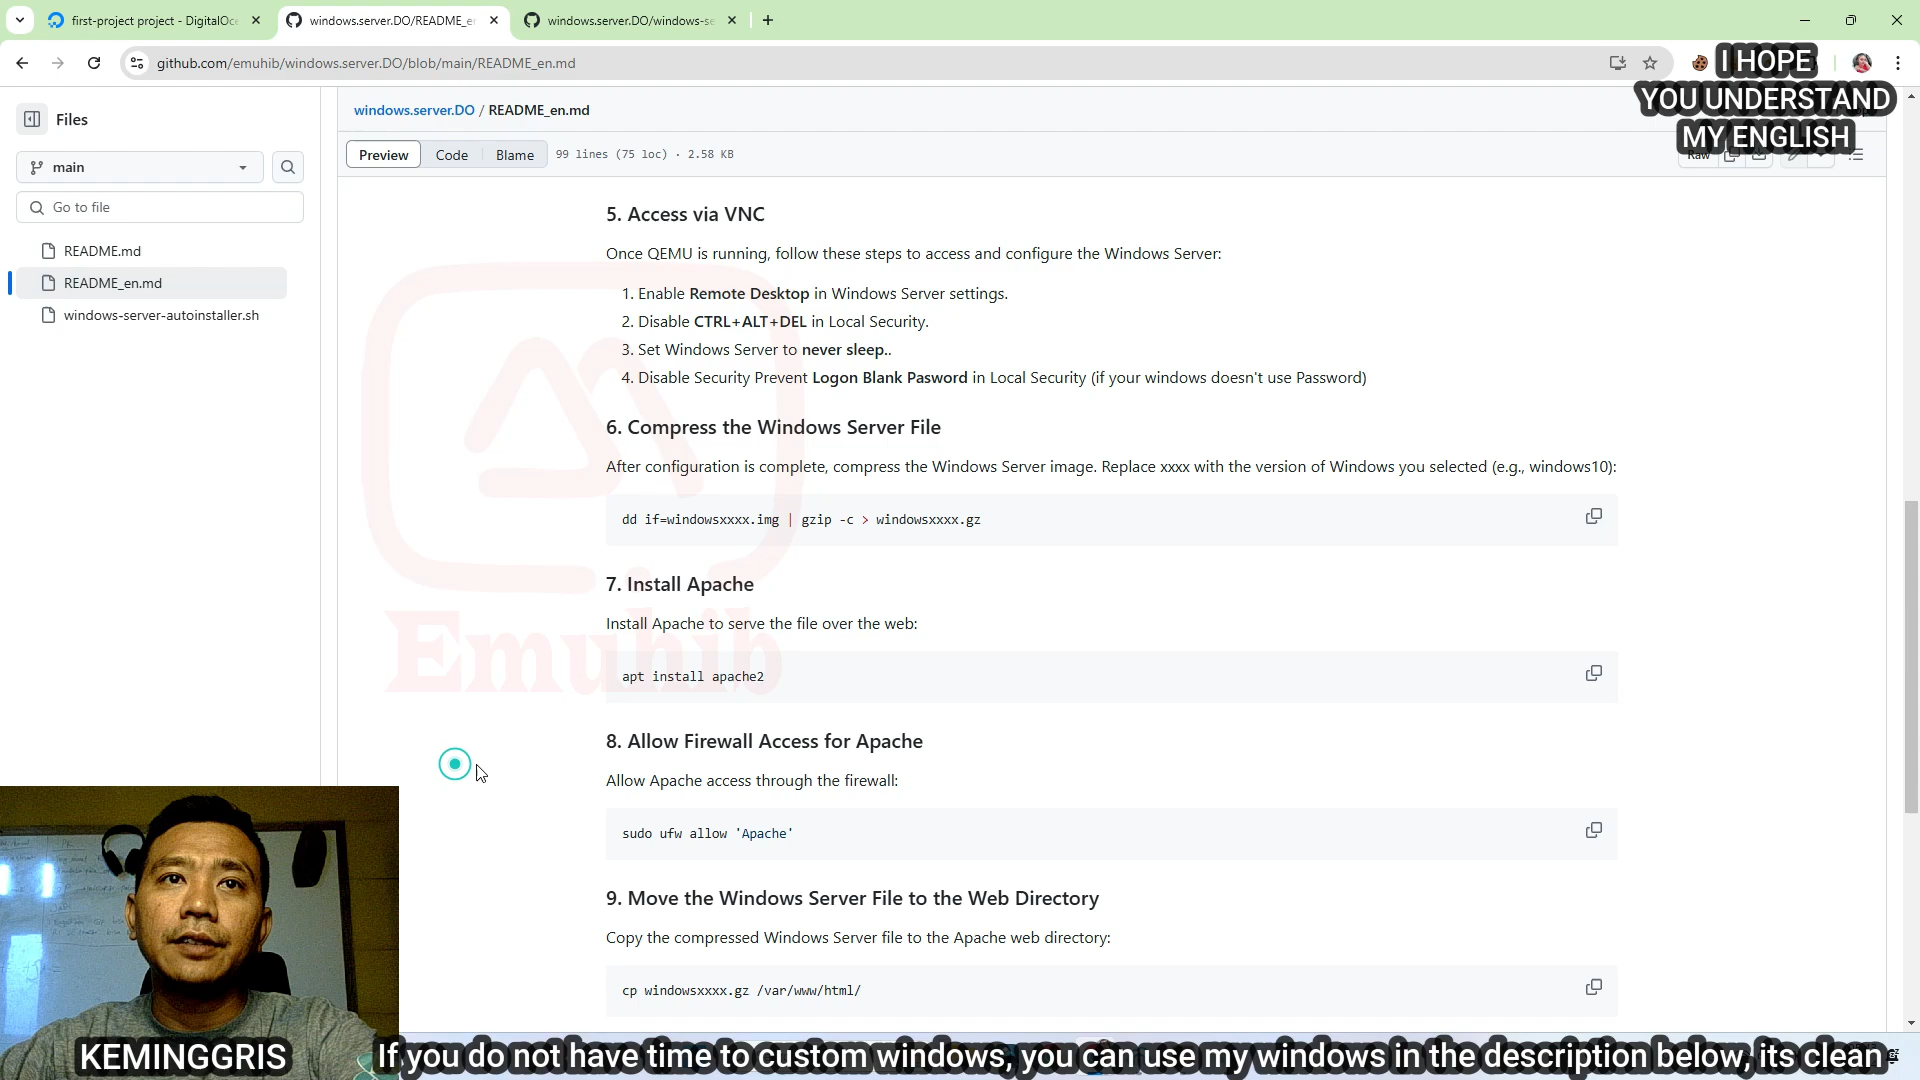 first-project project - DigitalOce
windows.server.DO/README_e
windows.server.DO/windows-se
github.com/emuhib/windows.server.DO/blob/main/README_en.md
I HOPE
YOU UNDERSTAND
MY ENGLISH
Files
windows.server.DO / README_en.md
main
Preview
Code
Blame
99 lines (75 loc) · 2.58 KB
Raw
Go to file
README.md
README_en.md
windows-server-autoinstaller.sh
5. Access via VNC
Once QEMU is running, follow these steps to access and configure the Windows Server:
1. Enable Remote Desktop in Windows Server settings.
2. Disable CTRL+ALT+DEL in Local Security.
3. Set Windows Server to never sleep..
4. Disable Security Prevent Logon Blank Pasword in Local Security (if your windows doesn't use Password)
6. Compress the Windows Server File
After configuration is complete, compress the Windows Server image. Replace xxxx with the version of Windows you selected (e.g., windows10):
dd if=windowsxxxx.img | gzip -c > windowsxxxx.gz
7. Install Apache
Install Apache to serve the file over the web:
Emuhib
apt install apache2
8. Allow Firewall Access for Apache
Allow Apache access through the firewall:
sudo ufw allow 'Apache'
9. Move the Windows Server File to the Web Directory
Copy the compressed Windows Server file to the Apache web directory:
cp windowsxxxx.gz /var/www/html/
KEMINGGRIS
If you do not have time to custom windows, you can use my windows in the description below, its clean